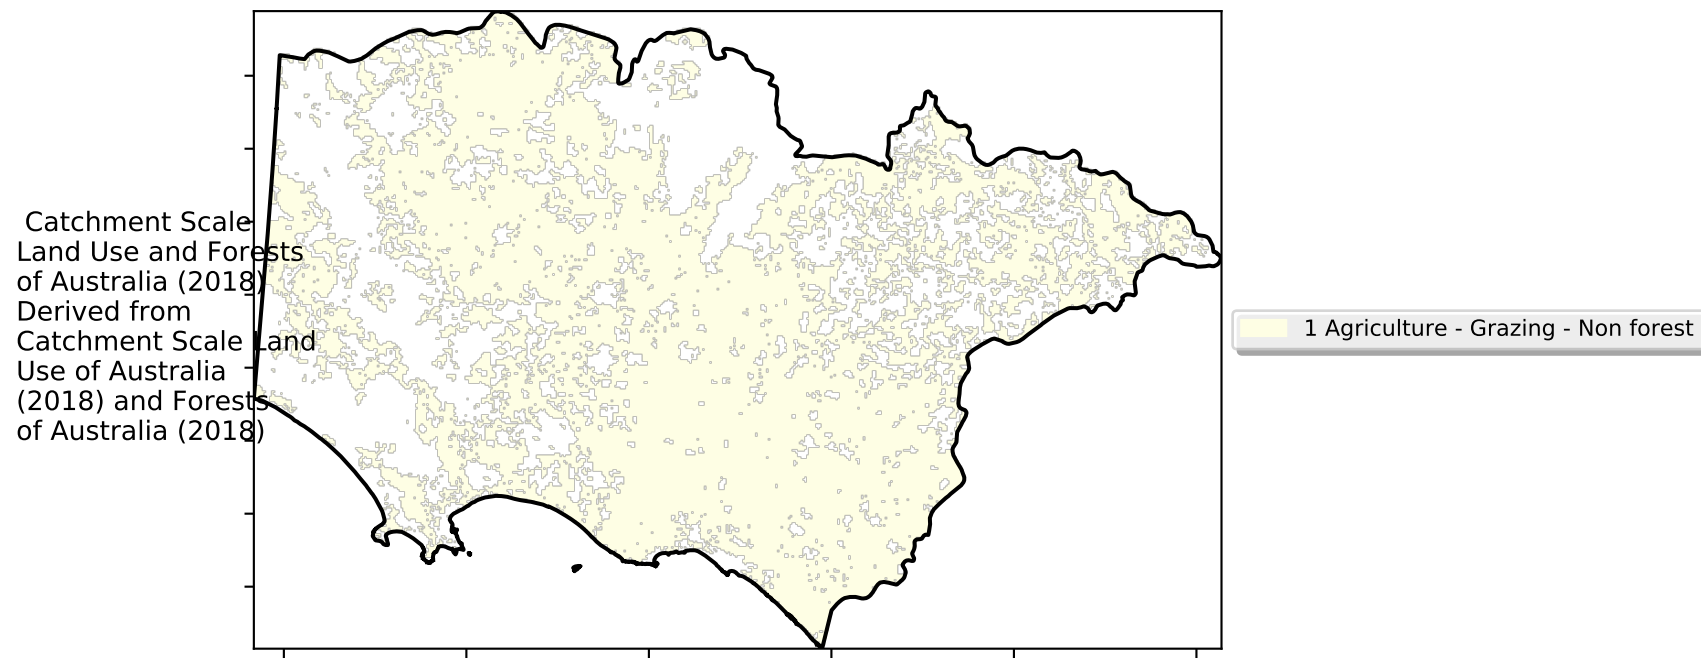 Catchment Scale
Land Use and Forests
of Australia (2018)
Derived from
Catchment Scale Land
Use of Australia
(2018) and Forests
of Australia (2018)
1 Agriculture - Grazing - Non forest